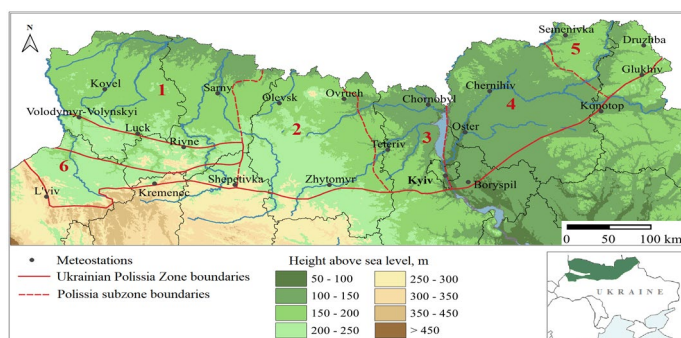 N
Semenivka
5
Druzhba
Glukhiv
Kovel
1
Sarny
Olevsk
Ovruch
Chornobyl
Chernihiv
4
Konotop
Volodymyr-Volynskyi
Luck
Rivne
2
Teteriv
3
Oster
6
L'viv
Kremenec
Shepetivka
Zhytomyr
Kyiv
Boryspil
0 50 100 km
Meteostations
Ukrainian Polissia Zone boundaries
Polissia subzone boundaries
Height above sea level, m
50 - 100
100 - 150
150 - 200
200 - 250
250 - 300
300 - 350
350 - 450
> 450
UKRAINE